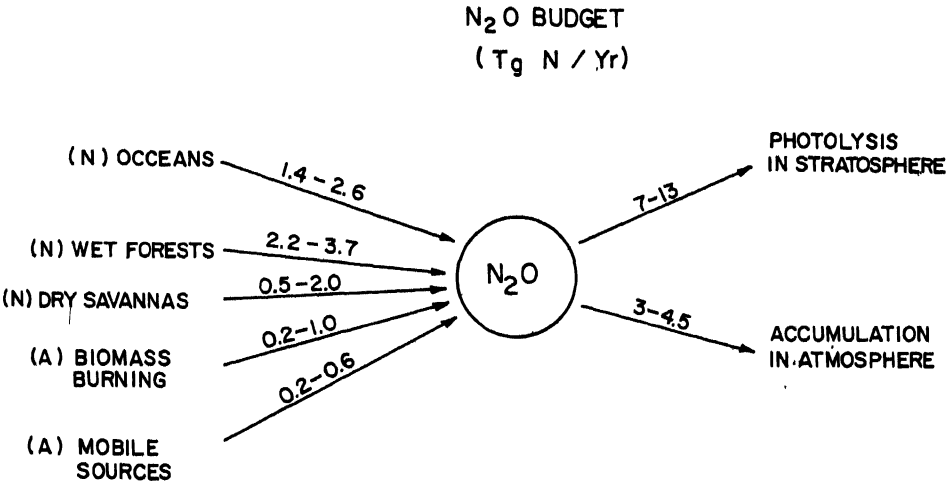 N₂O BUDGET
(Tg N / Yr)
(N) OCCEANS
1.4-2.6
(N) WET FORESTS
2.2-3.7
(N) DRY SAVANNAS
0.5-2.0
(A) BIOMASS
BURNING
0.2-1.0
(A) MOBILE
SOURCES
0.2-0.6
N₂O
7-13
PHOTOLYSIS
IN STRATOSPHERE
3-4.5
ACCUMULATION
IN ATMOSPHERE